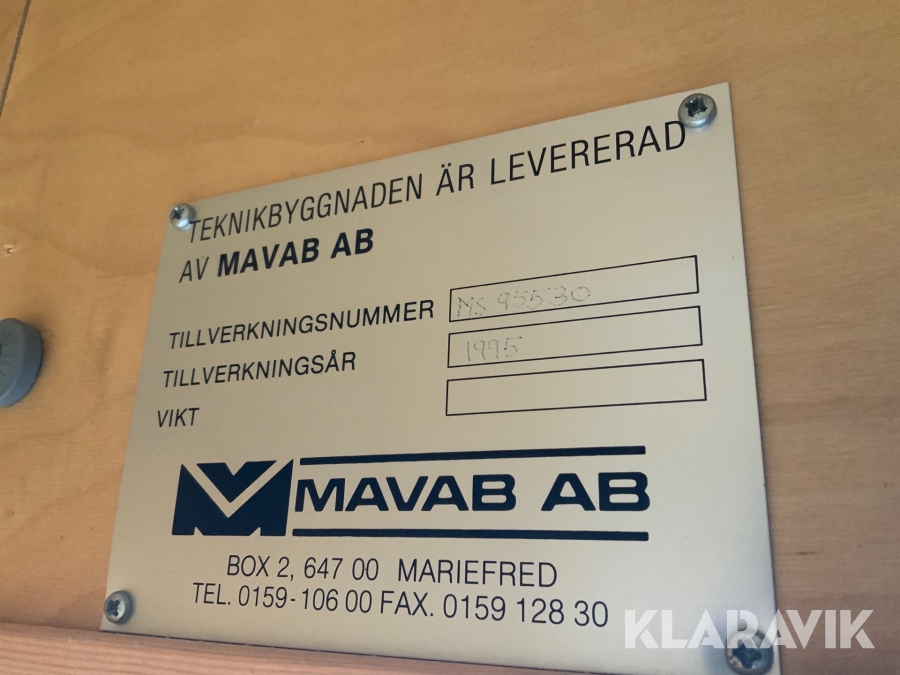 TEKNIKBYGGNADEN ÄR LEVERERAD
AV MAVAB AB
TILLVERKNINGSNUMMER NS 95530
TILLVERKNINGSÅR 1995
VIKT
MAVAB AB
BOX 2, 647 00 MARIEFRED
TEL. 0159-106 00 FAX. 0159 128 30
KLARAVIK